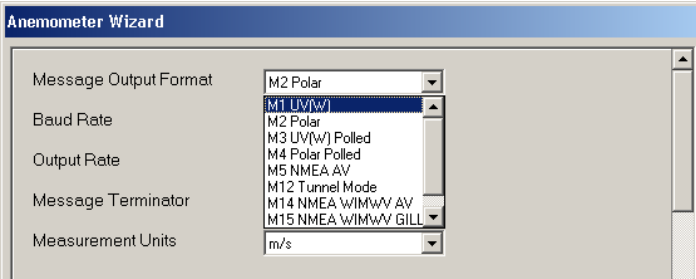 Anemometer Wizard
Message Output Format M2 Polar
M1 UV(W)
Baud Rate
M2 Polar
M3 UV(W) Polled
M4 Polar Polled
Output Rate
M5 NMEA AV
M12 Tunnel Mode
Message Terminator
M14 NMEA WIMWV AV
M15 NMEA WIMWV GILL
Measurement Units m/s